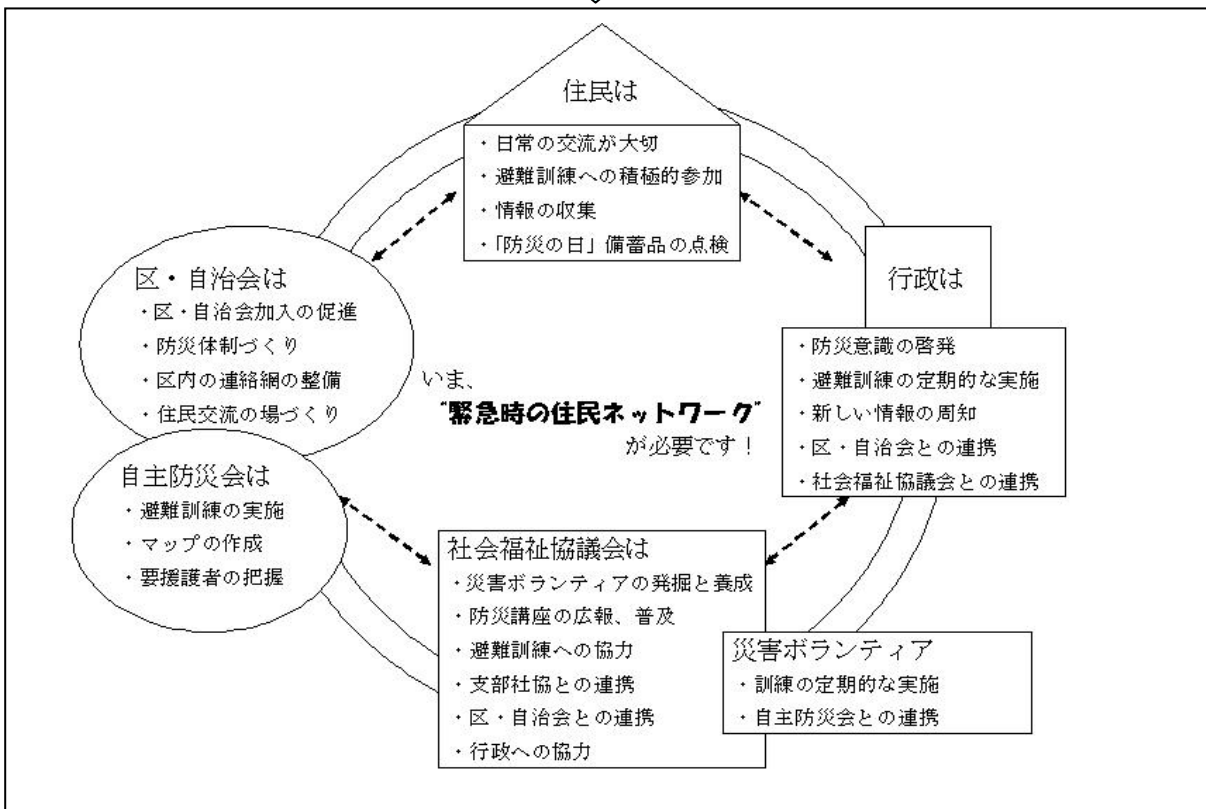 住民は
・日常の交流が大切
・避難訓練への積極的参加
・情報の収集
・「防災の日」備蓄品の点検
区・自治会は
・区・自治会加入の促進
・防災体制づくり
・区内の連絡網の整備
・住民交流の場づくり
行政は
・防災意識の啓発
・避難訓練の定期的な実施
・新しい情報の周知
・区・自治会との連携
・社会福祉協議会との連携
いま、
“緊急時の住民ネットワーク”
が必要です！
自主防災会は
・避難訓練の実施
・マップの作成
・要援護者の把握
社会福祉協議会は
・災害ボランティアの発掘と養成
・防災講座の広報、普及
・避難訓練への協力
・支部社協との連携
・区・自治会との連携
・行政への協力
災害ボランティア
・訓練の定期的な実施
・自主防災会との連携